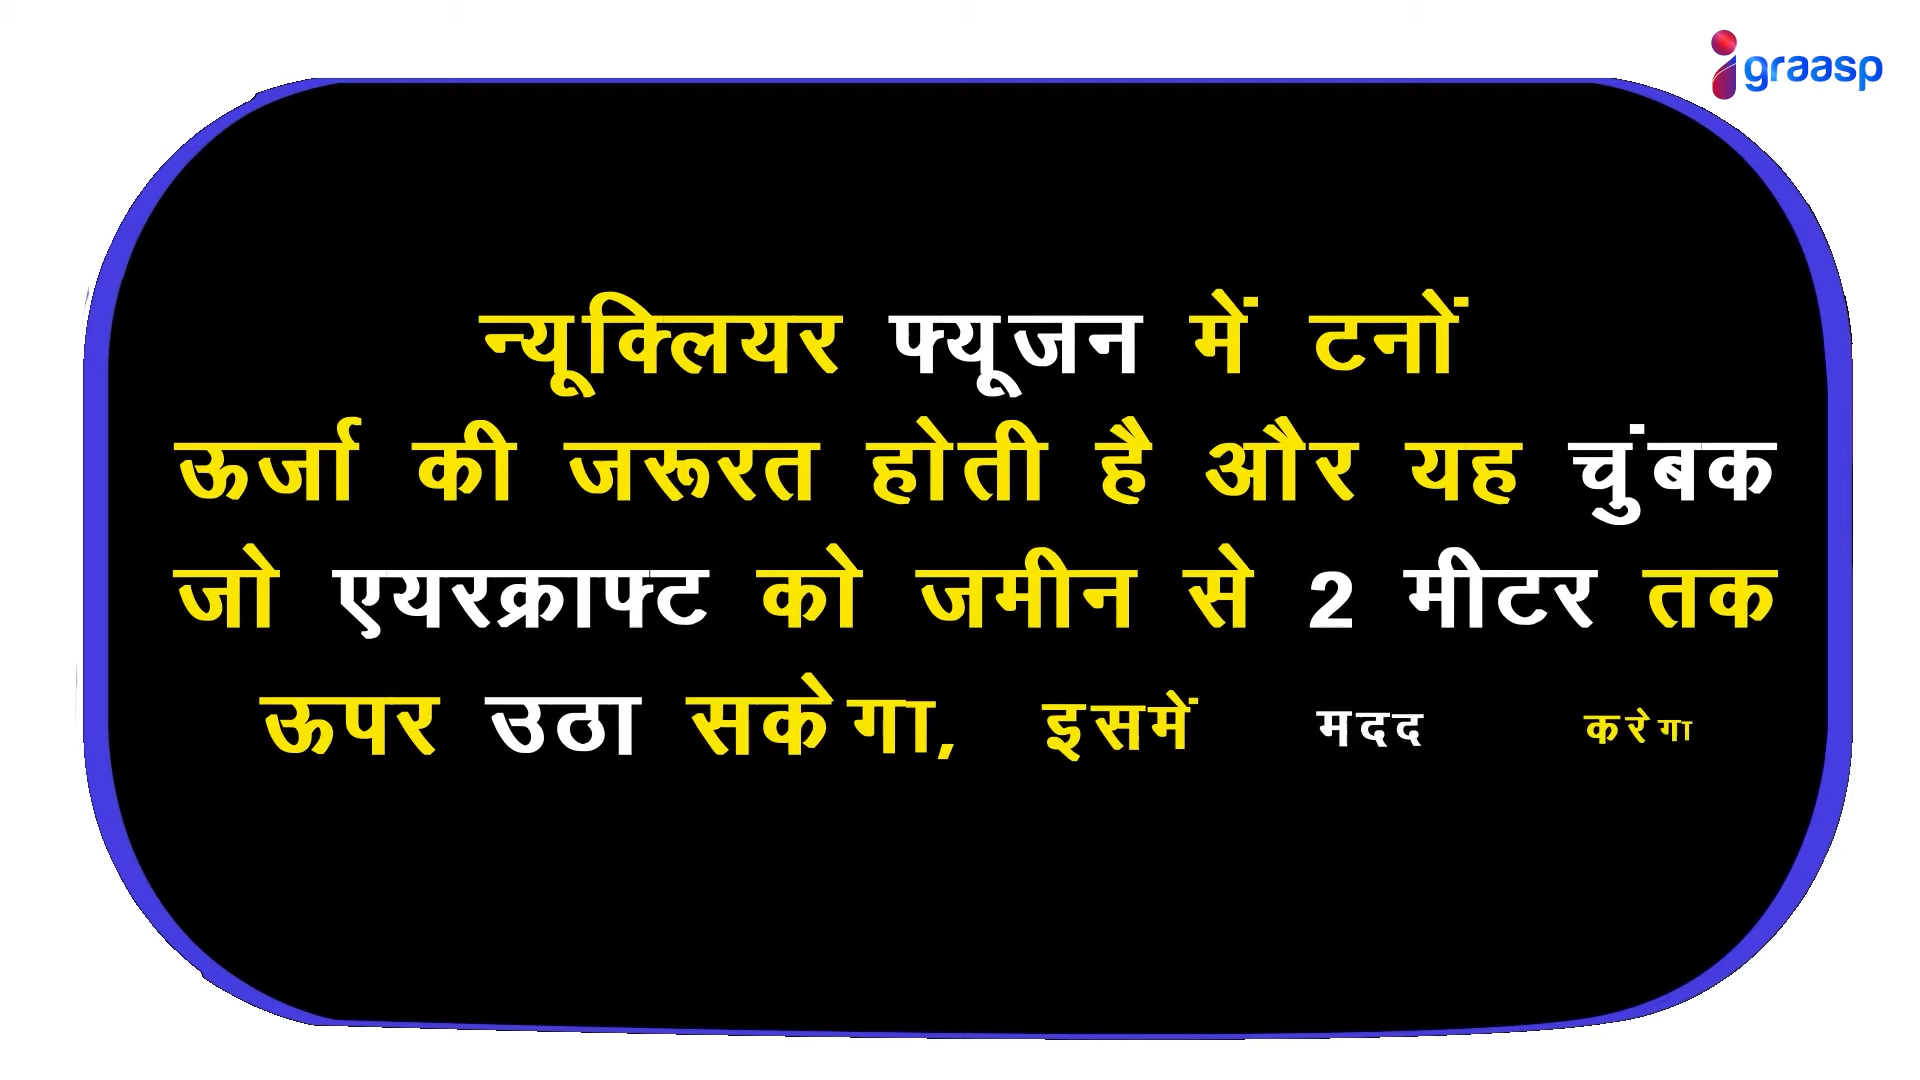 igraasp
न्यूक्लियर फ्यूजन में टनों
ऊर्जा की जरूरत होती है और यह चुंबक
जो एयरक्राफ्ट को जमीन से 2 मीटर तक
ऊपर उठा सकेगा, इसमें मदद करेगा